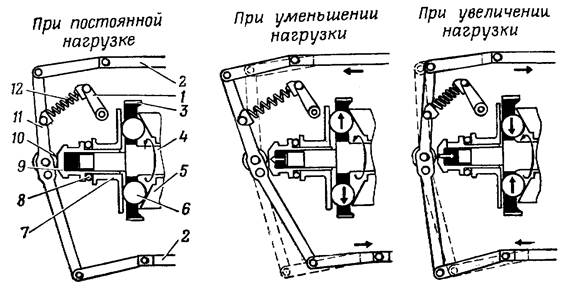 При постоянной
нагрузке
При уменьшении
нагрузки
При увеличении
нагрузки
2
12
1
3
11
4
10
9
5
8
6
7
2